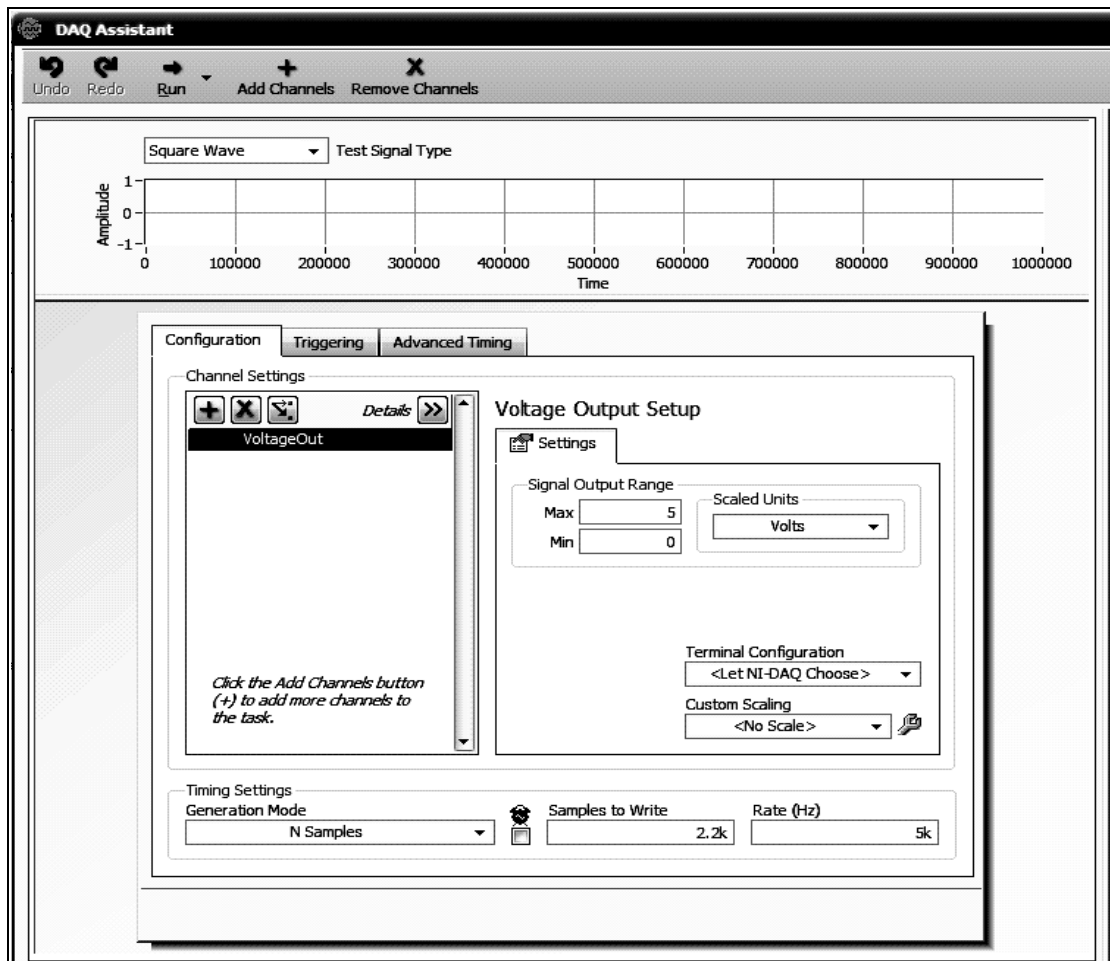 DAQ Assistant
Undo Redo Run Add Channels Remove Channels
Square Wave Test Signal Type
Amplitude
1
0
-1
0 100000 200000 300000 400000 500000 600000 700000 800000 900000 1000000
Time
Configuration Triggering Advanced Timing
Channel Settings
Details
VoltageOut
Click the Add Channels button
(+) to add more channels to
the task.
Voltage Output Setup
Settings
Signal Output Range
Max 5
Min 0
Scaled Units
Volts
Terminal Configuration
<Let NI-DAQ Choose>
Custom Scaling
<No Scale>
Timing Settings
Generation Mode Samples to Write Rate (Hz)
N Samples 2.2k 5k